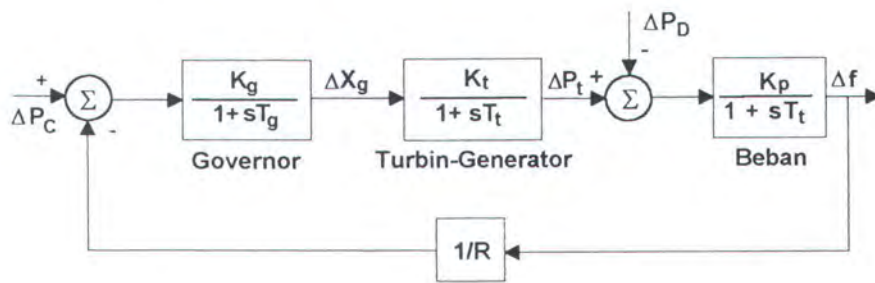 ΔP_D
-
+
Σ
ΔP_C
-
K_g
1+ sT_g
Governor
ΔX_g
K_t
1+ sT_t
Turbin-Generator
ΔP_t +
Σ
K_p
1 + sT_t
Beban
Δf
1/R